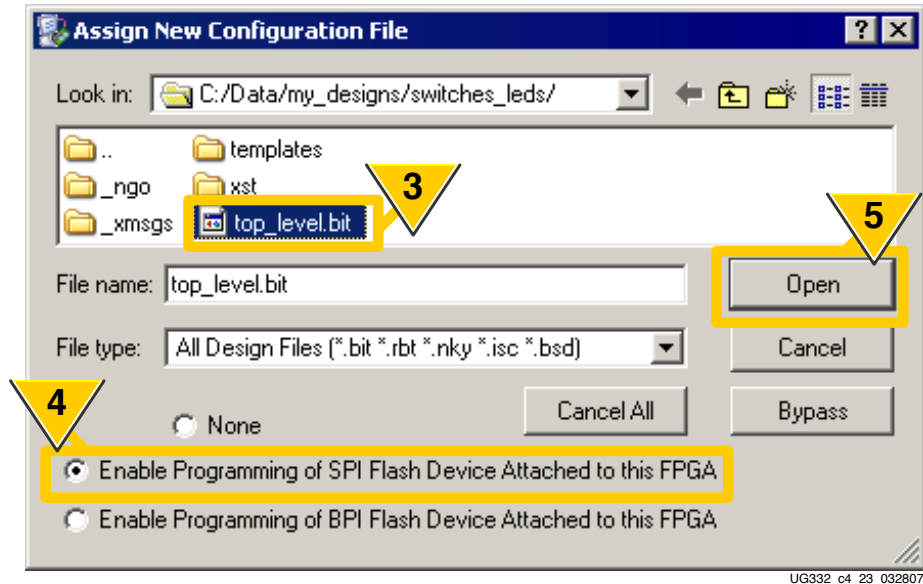 Assign New Configuration File
Look in: C:/Data/my_designs/switches_leds/
.. templates
_ngo xst
3
_xmsgs top_level.bit
5
File name: top_level.bit Open
File type: All Design Files (*.bit *.rbt *.nky *.isc *.bsd) Cancel
4
None Cancel All Bypass
Enable Programming of SPI Flash Device Attached to this FPGA
Enable Programming of BPI Flash Device Attached to this FPGA
UG332_c4_23_032807